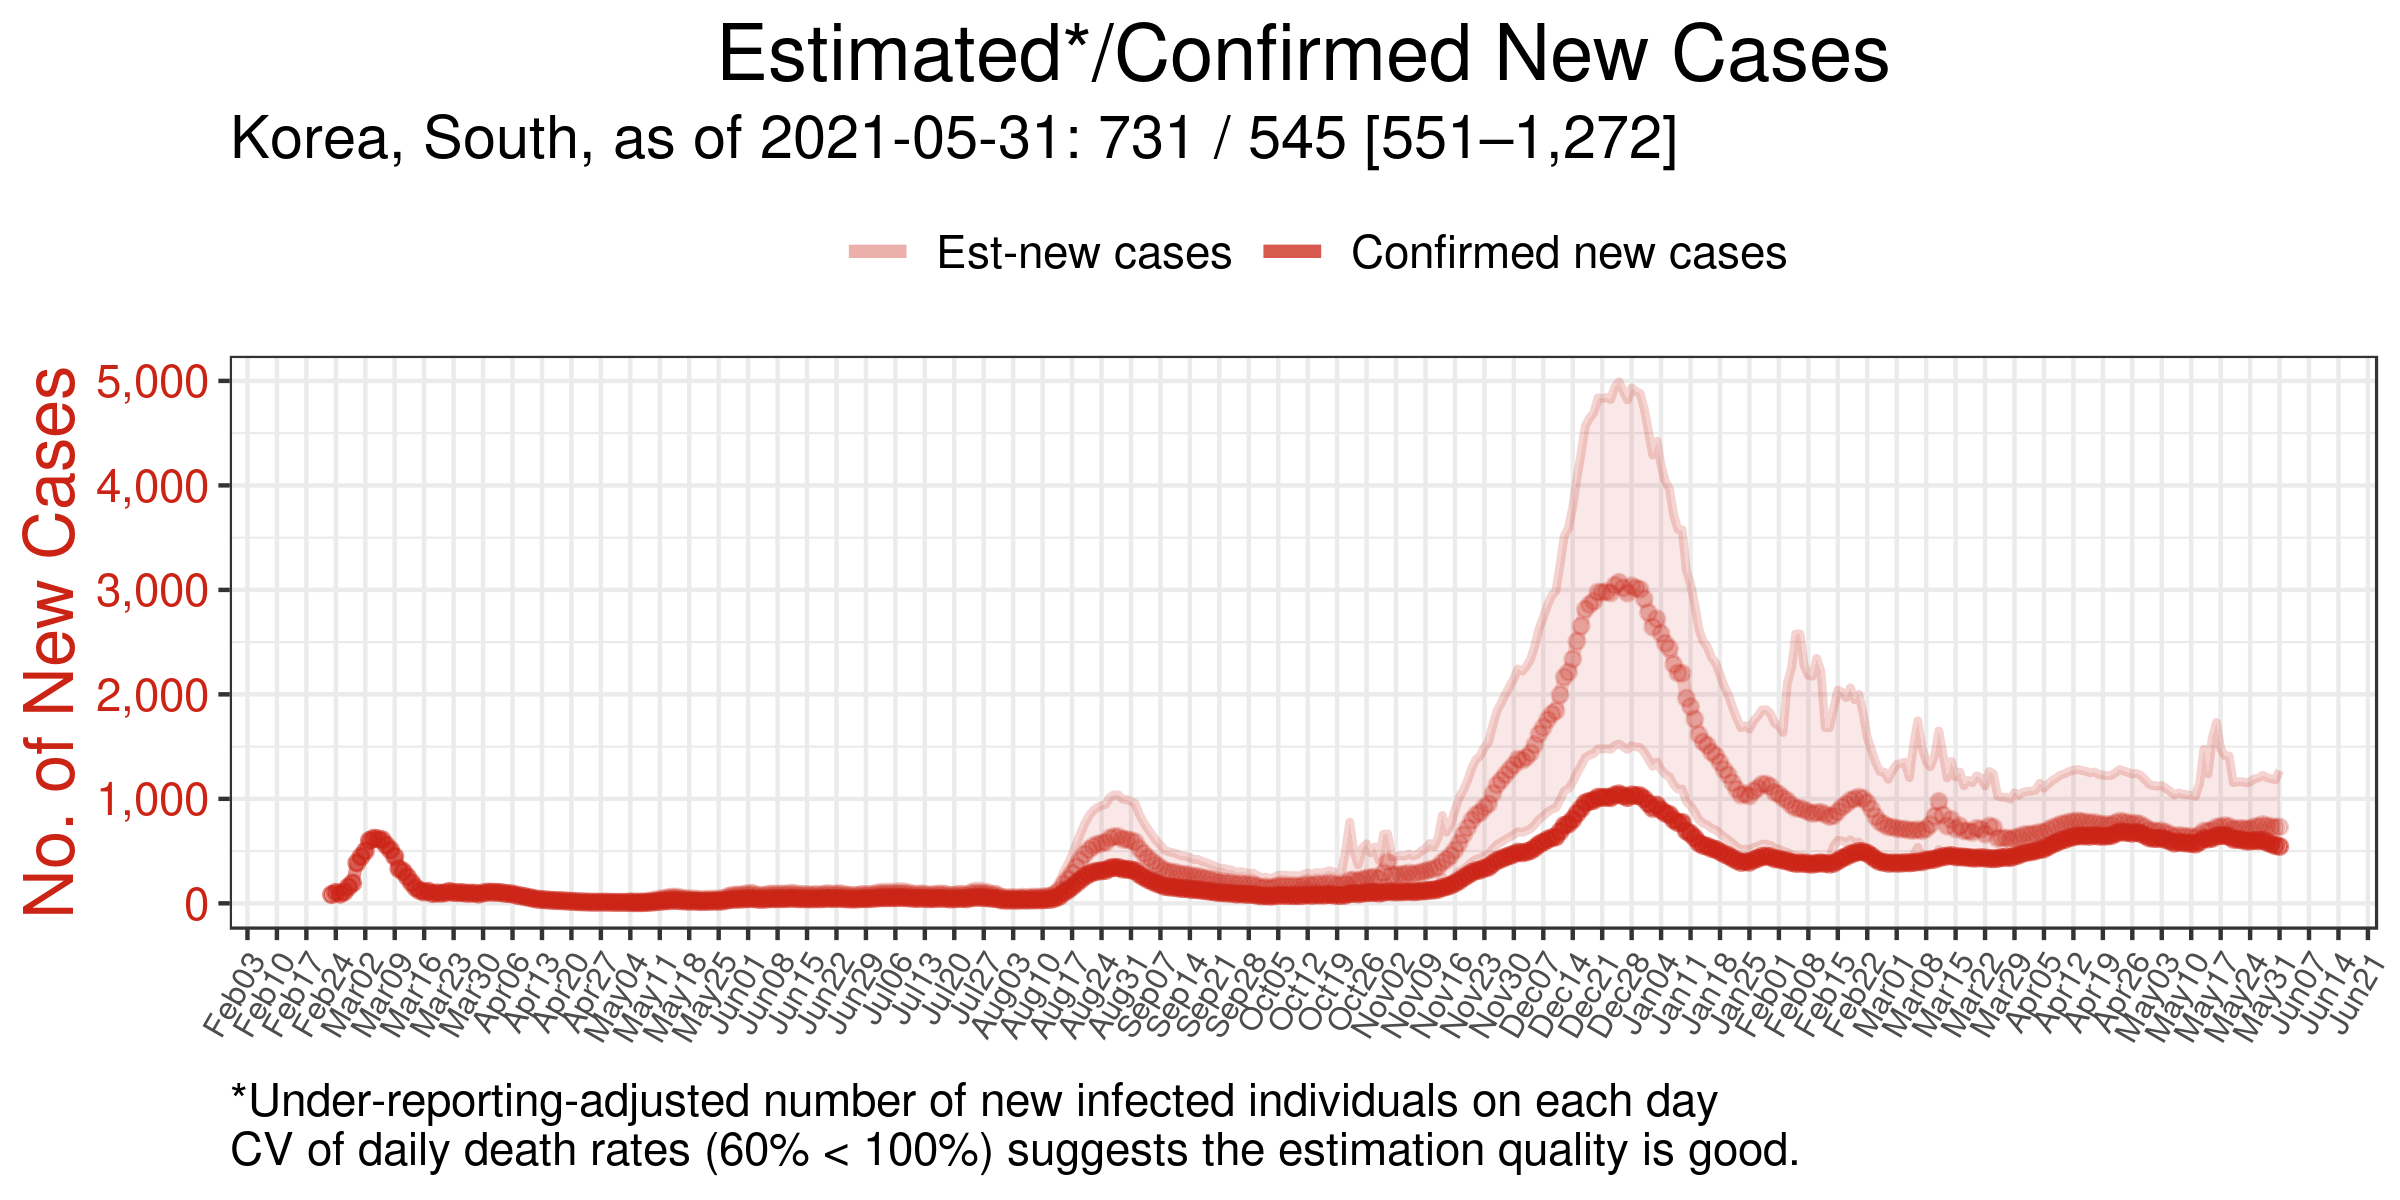 Estimated*/Confirmed New Cases
Korea, South, as of 2021-05-31: 731 / 545 [551–1,272]
Est-new cases
Confirmed new cases
No. of New Cases
5,000
4,000
3,000
2,000
1,000
0
Feb03
Feb10
Feb17
Feb24
Mar02
Mar09
Mar16
Mar23
Mar30
Apr06
Apr13
Apr20
Apr27
May04
May11
May18
May25
Jun01
Jun08
Jun15
Jun22
Jun29
Jul06
Jul13
Jul20
Jul27
Aug03
Aug10
Aug17
Aug24
Aug31
Sep07
Sep14
Sep21
Sep28
Oct05
Oct12
Oct19
Oct26
Nov02
Nov09
Nov16
Nov23
Nov30
Dec07
Dec14
Dec21
Dec28
Jan04
Jan11
Jan18
Jan25
Feb01
Feb08
Feb15
Feb22
Mar01
Mar08
Mar15
Mar22
Mar29
Apr05
Apr12
Apr19
Apr26
May03
May10
May17
May24
May31
Jun07
Jun14
Jun21
*Under-reporting-adjusted number of new infected individuals on each day
CV of daily death rates (60% < 100%) suggests the estimation quality is good.